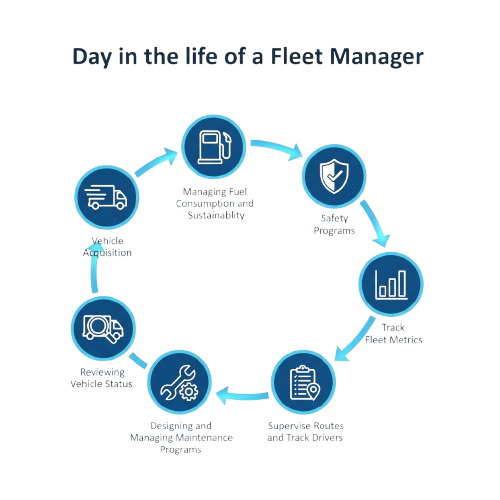 Day in the life of a Fleet Manager
Managing Fuel
Consumption and
Sustainablity
Safety
Programs
Track
Fleet Metrics
Supervise Routes
and Track Drivers
Designing and
Managing Maintenance
Programs
Reviewing
Vehicle Status
Vehicle
Acquisition